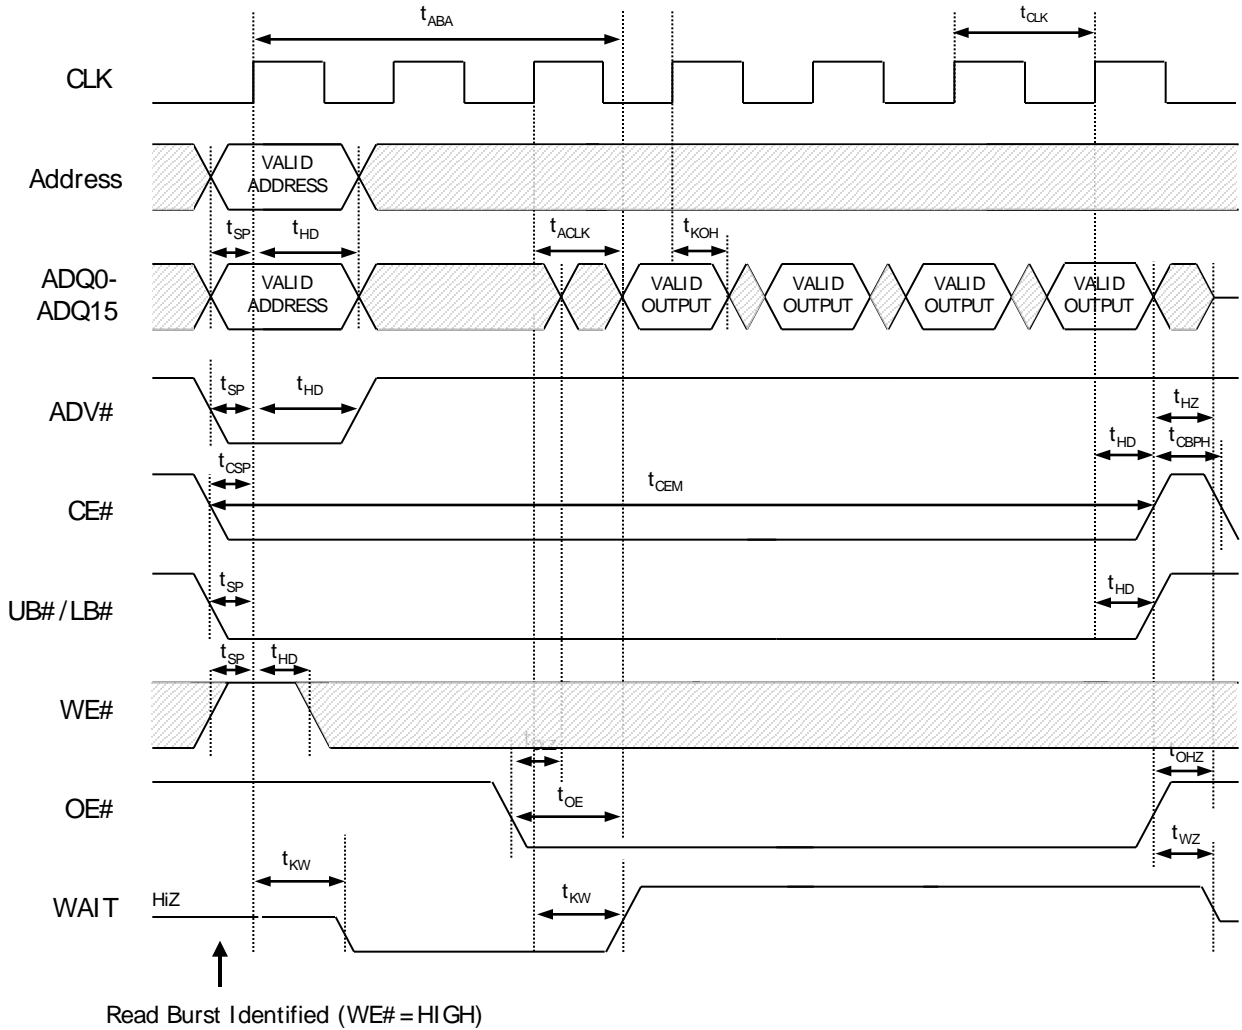 tABA
tCLK
CLK
Address
VALID
ADDRESS
tSP
tHD
tACLK
tKOH
ADQ0-
ADQ15
VALID
ADDRESS
VALID
OUTPUT
VALID
OUTPUT
VALID
OUTPUT
VALID
OUTPUT
ADV#
tSP
tHD
tHZ
tHD
tCBPH
CE#
tCSP
tCEM
UB# / LB#
tSP
tHD
tSP
tHD
WE#
tOHZ
OE#
tOE
tWZ
tKW
WAIT
HiZ
tKW
Read Burst Identified (WE# = HIGH)